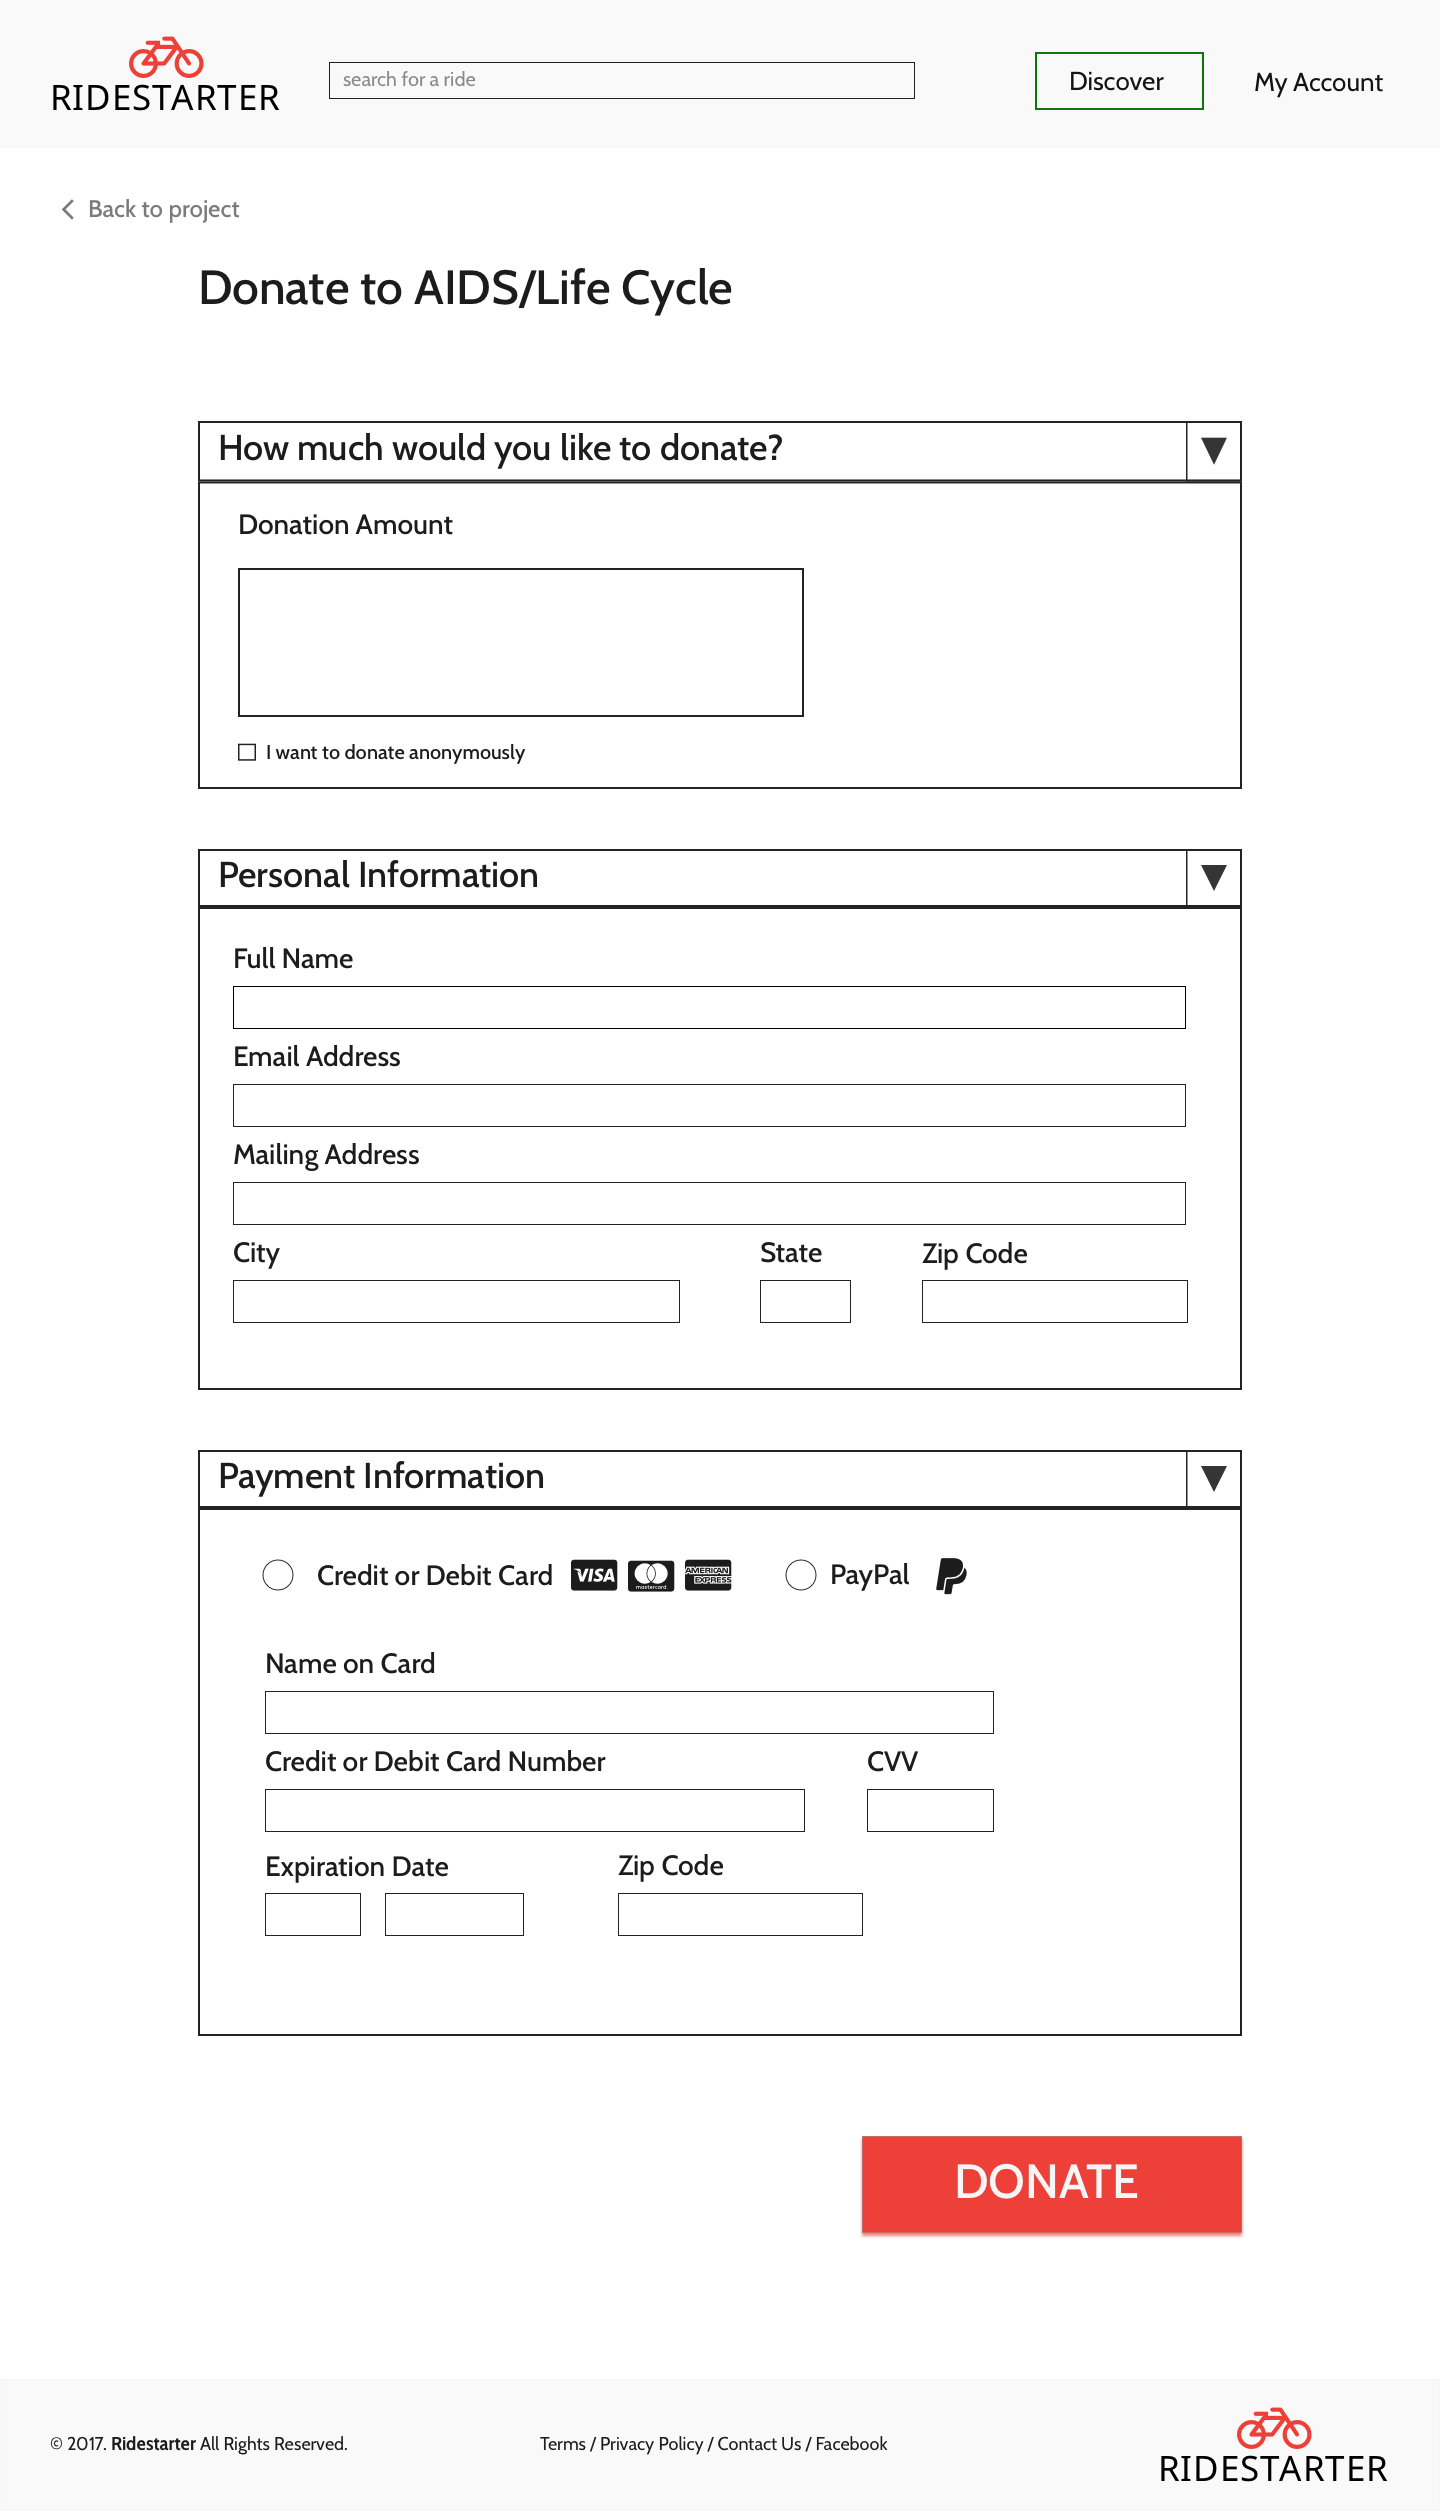 RIDESTARTER
search for a ride
Discover
My Account
Back to project
Donate to AIDS/Life Cycle
How much would you like to donate?
Donation Amount
I want to donate anonymously
Personal Information
Full Name
Email Address
Mailing Address
City State Zip Code
Payment Information
Credit or Debit Card VISA mastercard AMERICAN EXPRESS PayPal
Name on Card
Credit or Debit Card Number CVV
Expiration Date Zip Code
DONATE
© 2017. Ridestarter All Rights Reserved.
Terms / Privacy Policy / Contact Us / Facebook
RIDESTARTER